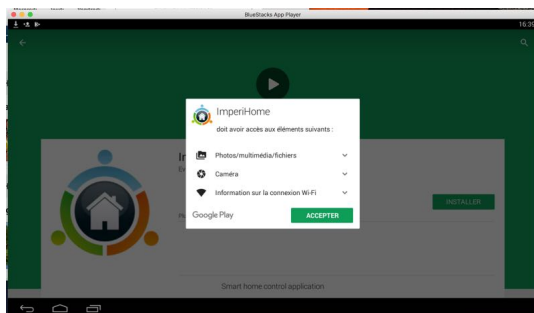 BlueStacks App Player
16:39
ImperiHome
doit avoir accès aux éléments suivants :
Photos/multimédia/fichiers
Caméra
Information sur la connexion Wi-Fi
Google Play
ACCEPTER
INSTALLER
Smart home control application